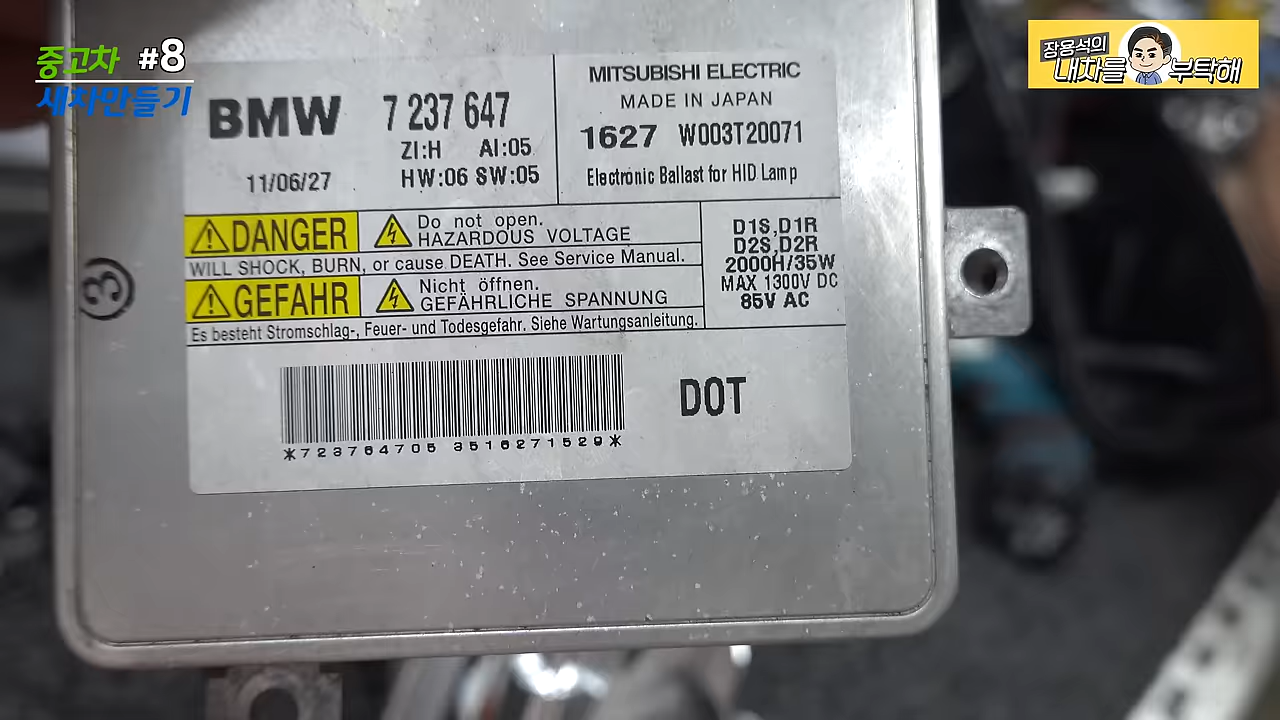 중고차 #8
새차만들기
장용석의
내차를 부탁해
BMW 7 237 647
ZI:H AI:05
11/06/27 HW:06 SW:05
MITSUBISHI ELECTRIC
MADE IN JAPAN
1627 W003T20071
Electronic Ballast for HID Lamp
DANGER Do not open.
HAZARDOUS VOLTAGE
WILL SHOCK, BURN, or cause DEATH. See Service Manual.
GEFAHR Nicht öffnen.
GEFÄHRLICHE SPANNUNG
Es besteht Stromschlag-, Feuer- und Todesgefahr. Siehe Wartungsanleitung.
D1S,D1R
D2S,D2R
2000H/35W
MAX 1300V DC
85V AC
3
*723764705 3516271529*
DOT